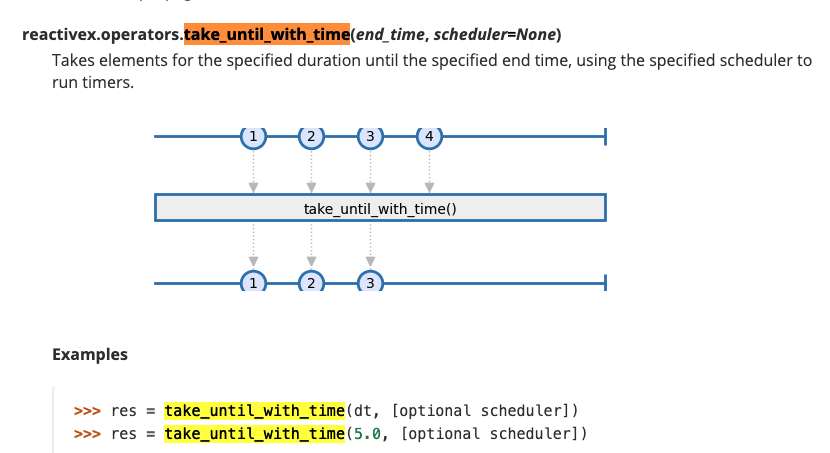 reactivex.operators.take_until_with_time(end_time, scheduler=None)
Takes elements for the specified duration until the specified end time, using the specified scheduler to
run timers.
1 2 3 4
take_until_with_time()
1 2 3
Examples
>>> res = take_until_with_time(dt, [optional scheduler])
>>> res = take_until_with_time(5.0, [optional scheduler])